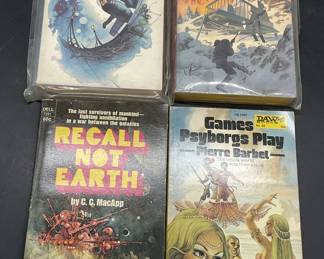 DELL
The last survivors of mankind—
fighting annihilation
in a war between the galaxies
RECALL
NOT
EARTH
by C. C. MacApp
DAW
Games
Psyborgs Play
Pierre Barbet